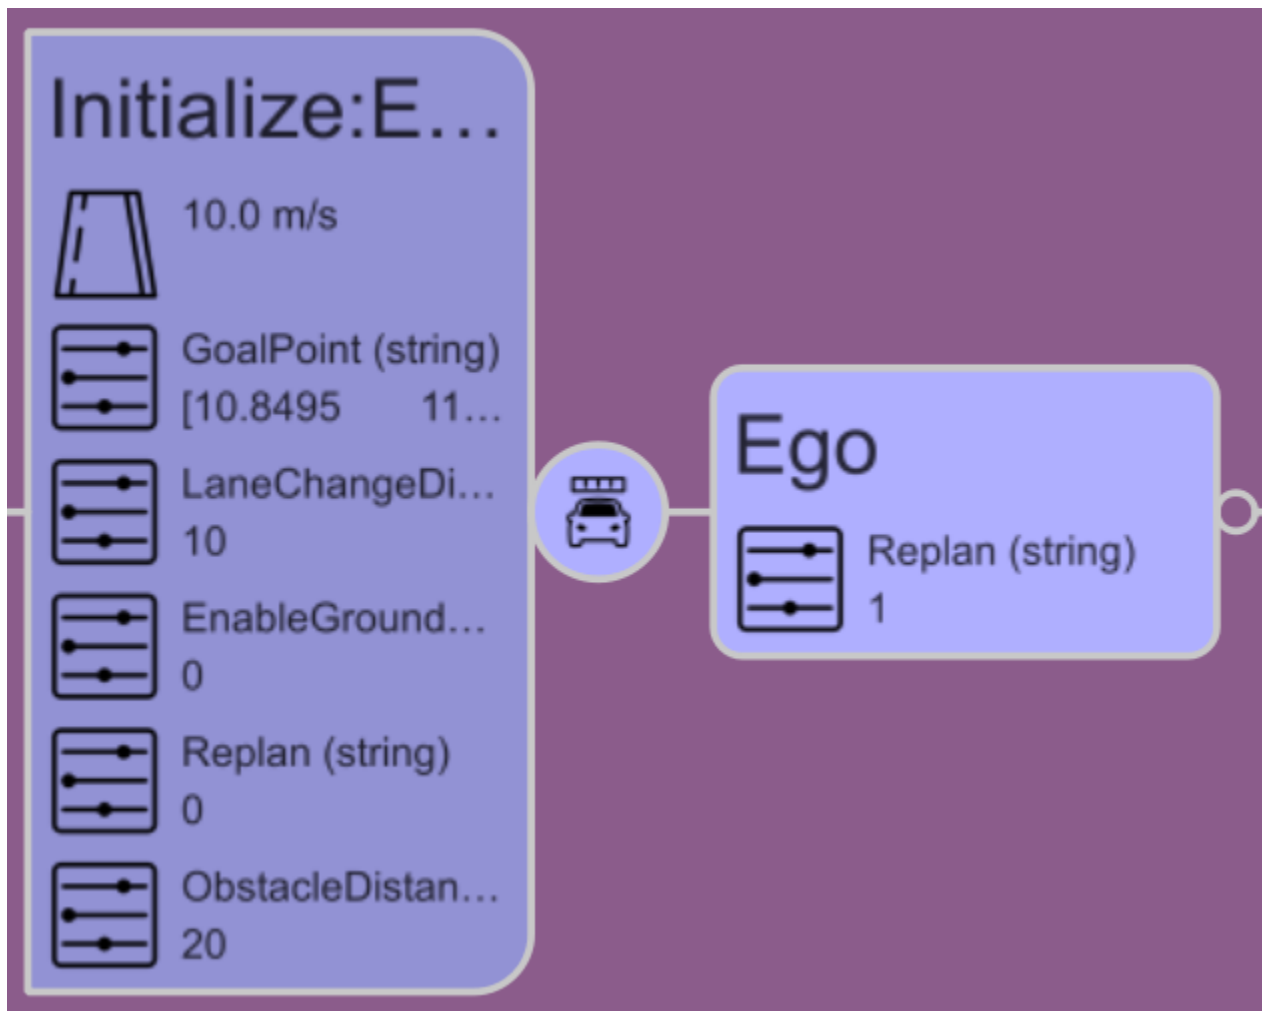 Initialize:E...
10.0 m/s
GoalPoint (string)
[10.8495 11...
LaneChangeDi...
10
EnableGround...
0
Replan (string)
0
ObstacleDistan...
20
Ego
Replan (string)
1